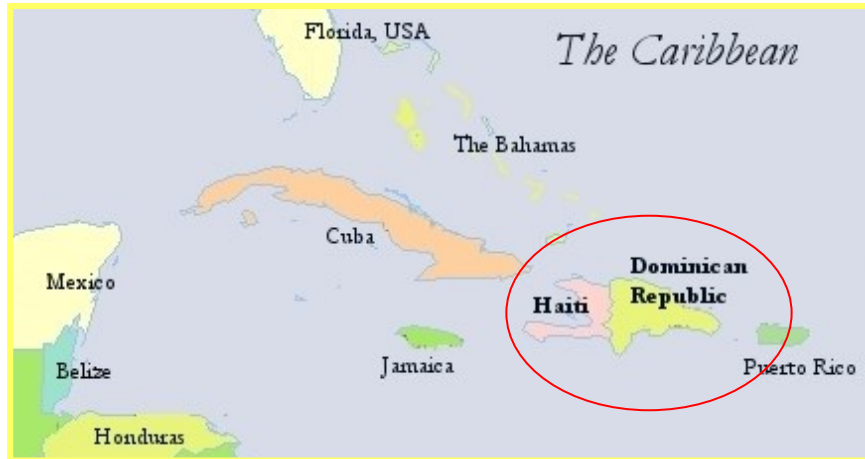 Florida, USA
The Caribbean
The Bahamas
Cuba
Mexico
Dominican
Republic
Haiti
Jamaica
Puerto Rico
Belize
Honduras